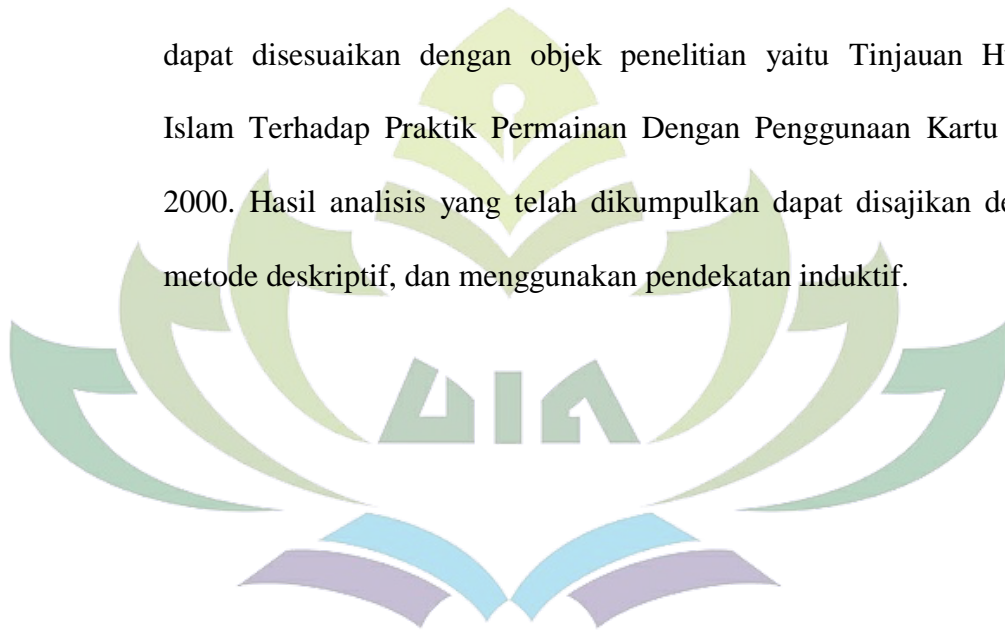 dapat disesuaikan dengan objek penelitian yaitu Tinjauan
Islam Terhadap Praktik Permainan Dengan Penggunaan Kartu
2000. Hasil analisis yang telah dikumpulkan dapat disajikan
metode deskriptif, dan menggunakan pendekatan induktif.
UIN